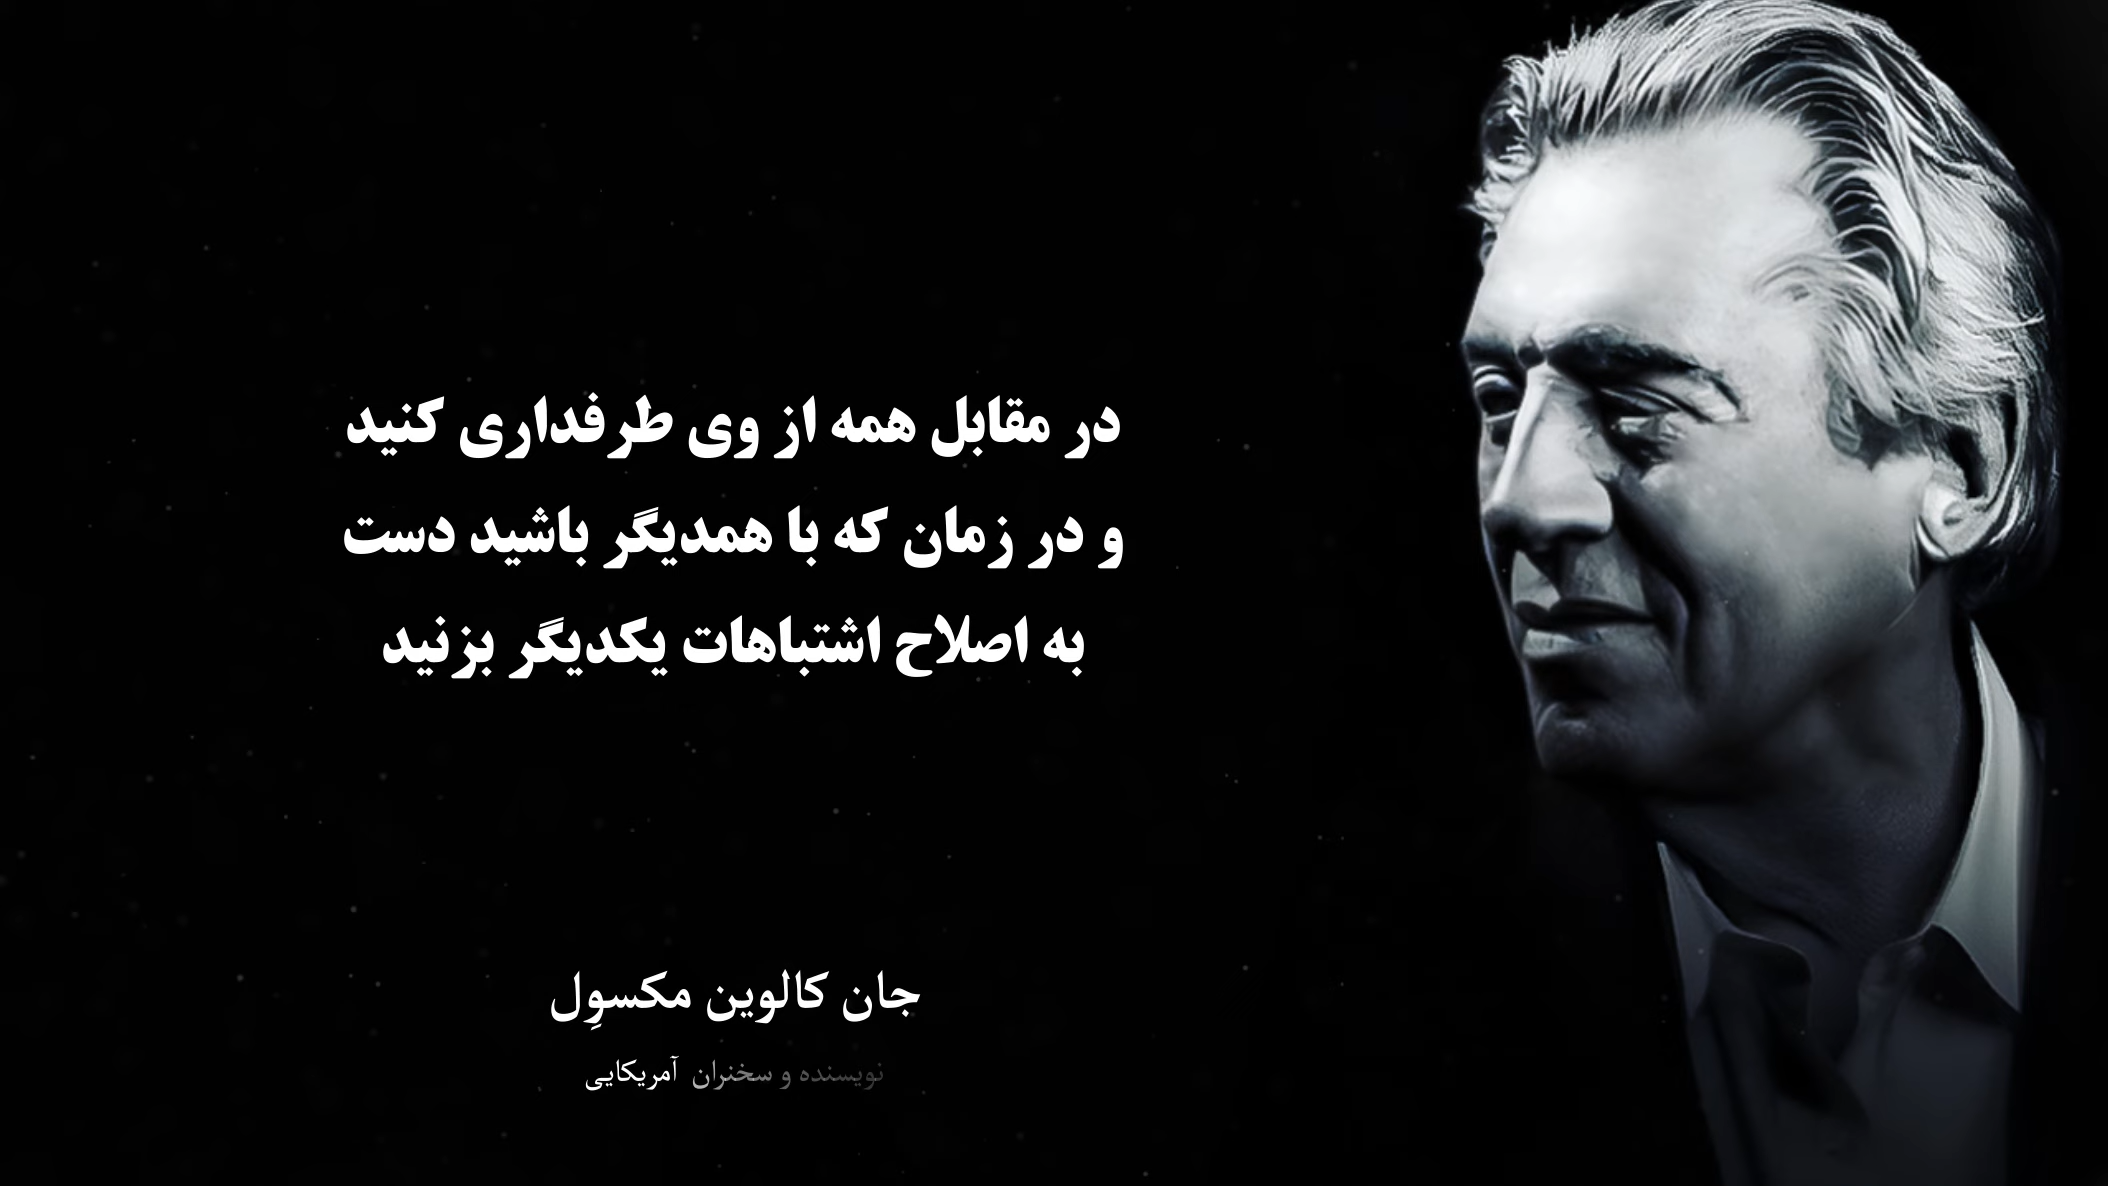 در مقابل همه از وی طرفداری کنید
و در زمان که با همدیگر باشید دست
به اصلاح اشتباهات یکدیگر بزنید
جان کالوین مکسوِل
نویسنده و سخنران آمریکایی